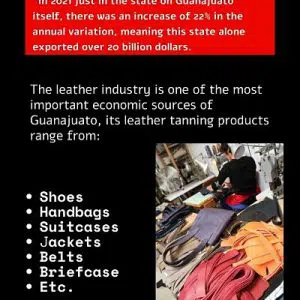 "In 2021 just in the state on Guanajuato
itself, there was an increase of 22% in the
annual variation, meaning this state alone
exported over 20 billion dollars.
The leather industry is one of the most
important economic sources of
Guanajuato, its leather tanning products
range from:
• Shoes
• Handbags
• Suitcases
• Jackets
• Belts
• Briefcase
• Etc.